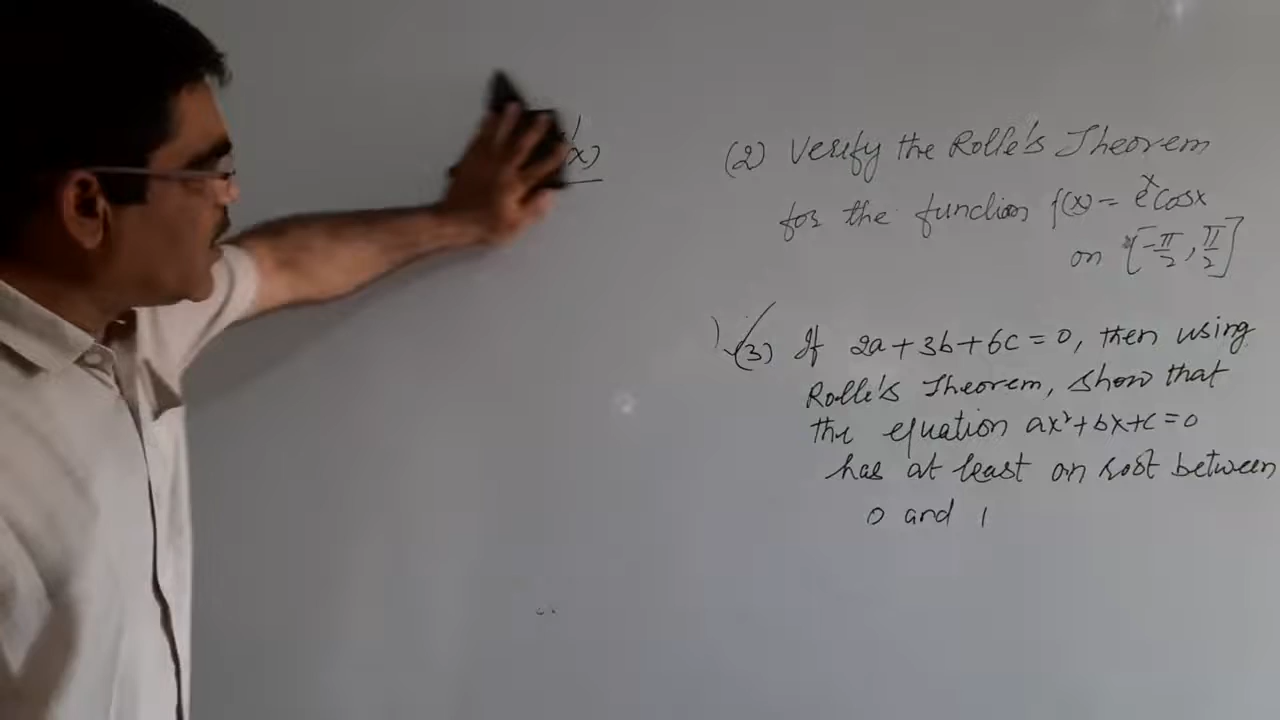 x)
(2) Verify the Rolle's Theorem
for the function f(x) = e^x cosx
on [-π/2, π/2]
(3) If 2a+3b+6c=0, then using
Rolle's Theorem, show that
the equation ax²+bx+c=0
has at least on root between
0 and 1